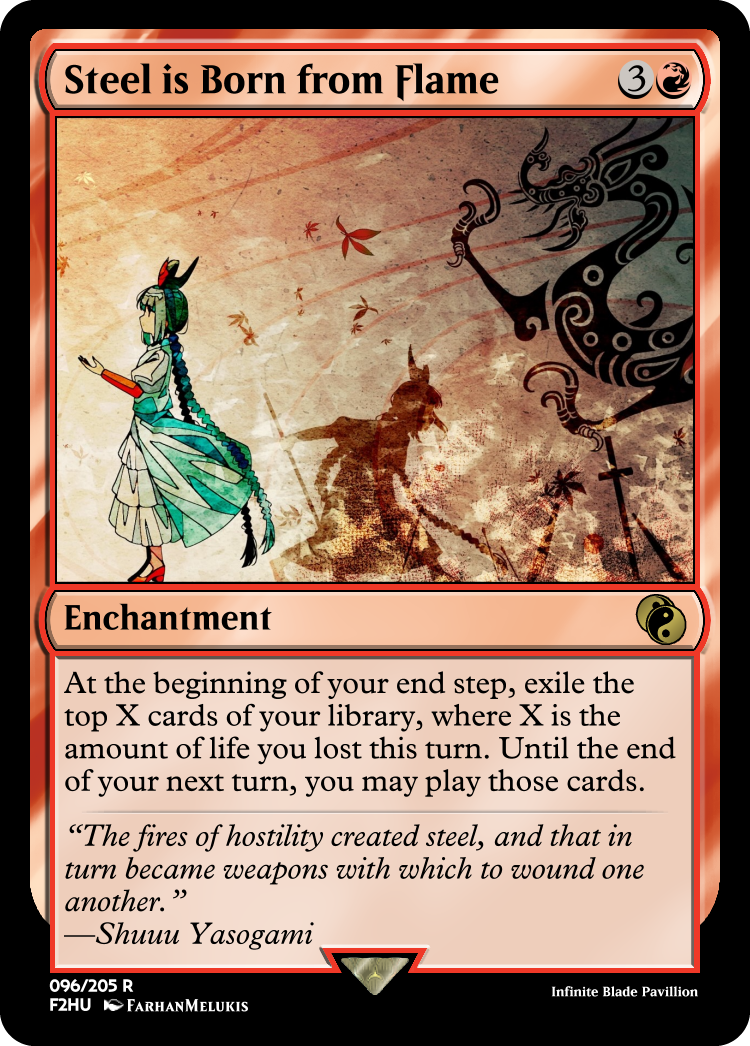 Steel is Born from Flame
3
Enchantment
At the beginning of your end step, exile the
top X cards of your library, where X is the
amount of life you lost this turn. Until the end
of your next turn, you may play those cards.
“The fires of hostility created steel, and that in
turn became weapons with which to wound one
another.”
—Shuuu Yasogami
096/205 R
F2HU FarhanMelukis
Infinite Blade Pavillion